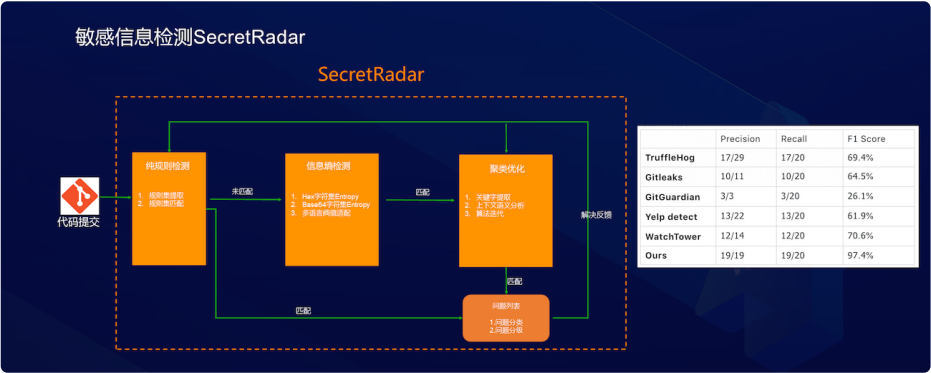 敏感信息检测SecretRadar
SecretRadar
代码提交
纯规则检测
1. 规则集提取
2. 规则集匹配
未匹配
信息熵检测
1. Hex字符集Entropy
2. Base64字符集Entropy
3. 多语言阈值适配
匹配
聚类优化
1. 关键字提取
2. 上下文语义分析
3. 算法迭代
解决反馈
匹配
匹配
问题列表
1.问题分类
2.问题分级
Precision Recall F1 Score
TruffleHog 17/29 17/20 69.4%
Gitleaks 10/11 10/20 64.5%
GitGuardian 3/3 3/20 26.1%
Yelp detect 13/22 13/20 61.9%
WatchTower 12/14 12/20 70.6%
Ours 19/19 19/20 97.4%